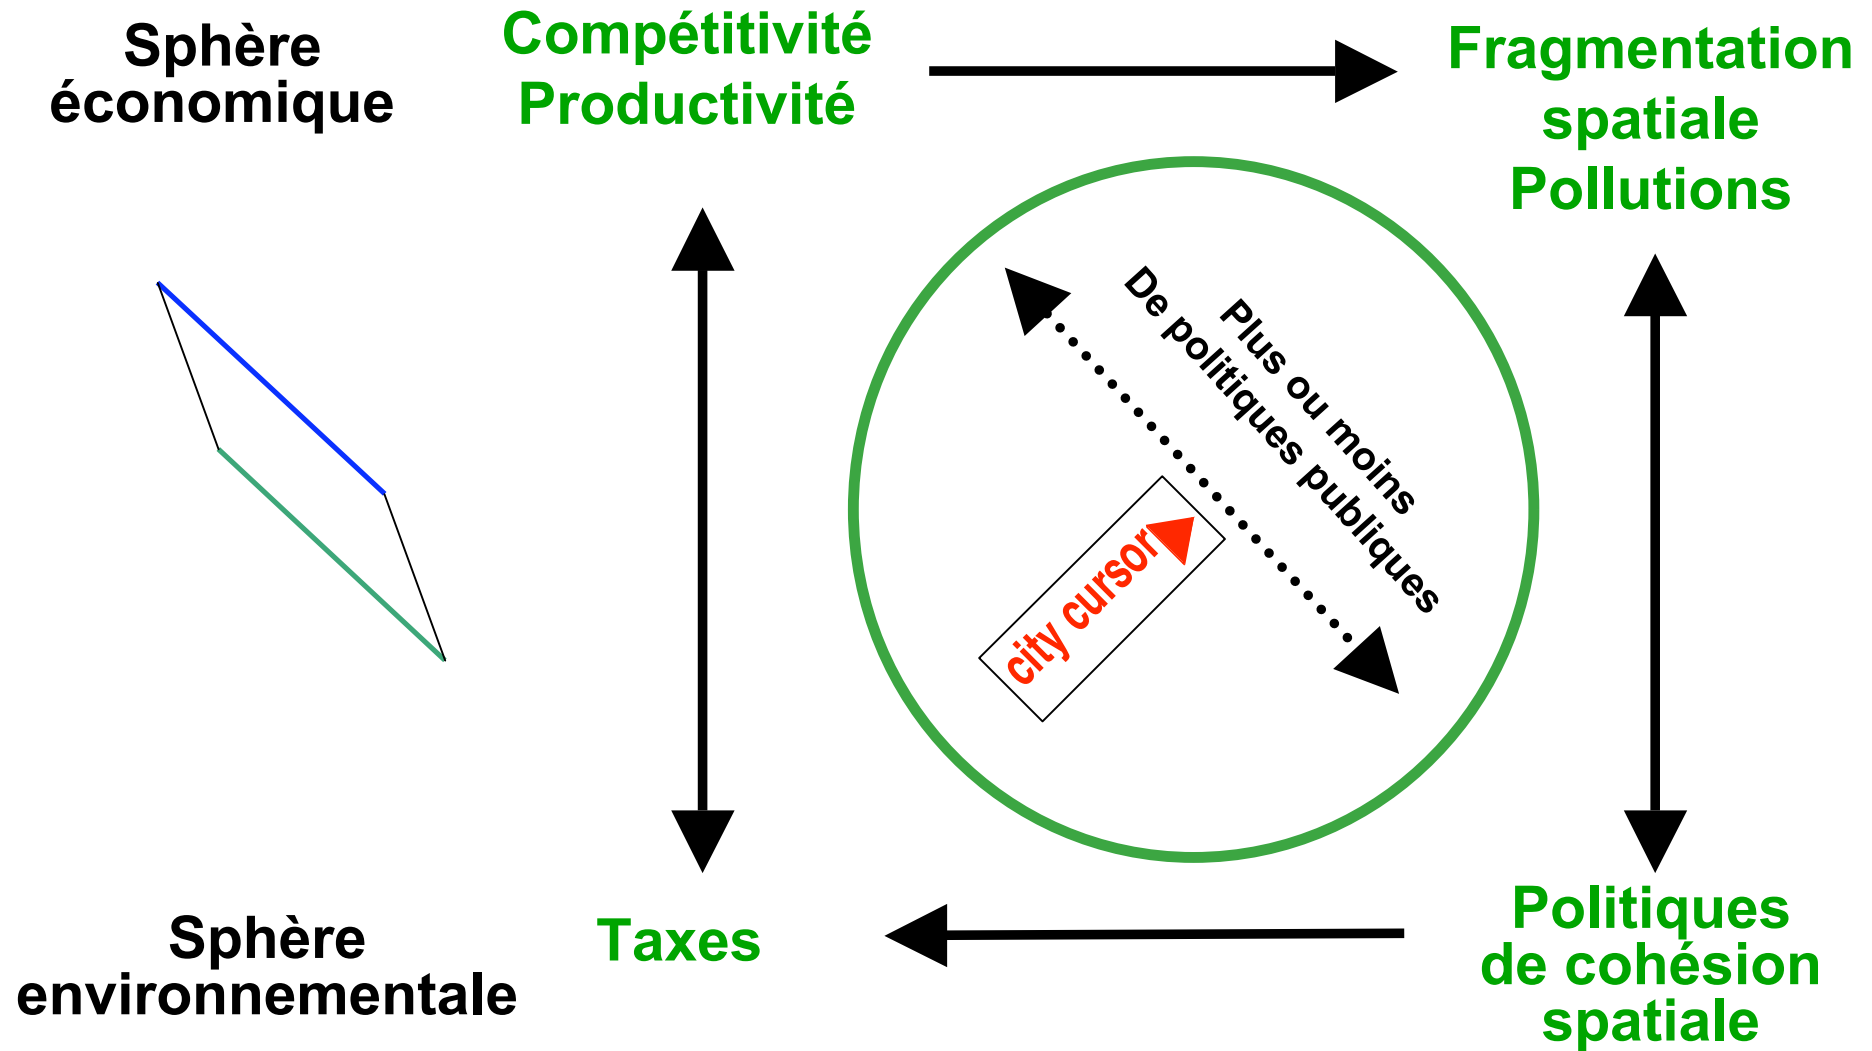 Sphère
économique
Compétitivité
Productivité
Fragmentation
spatiale
Pollutions
Plus ou moins
De politiques publiques
city cursor
Sphère
environnementale
Taxes
Politiques
de cohésion
spatiale